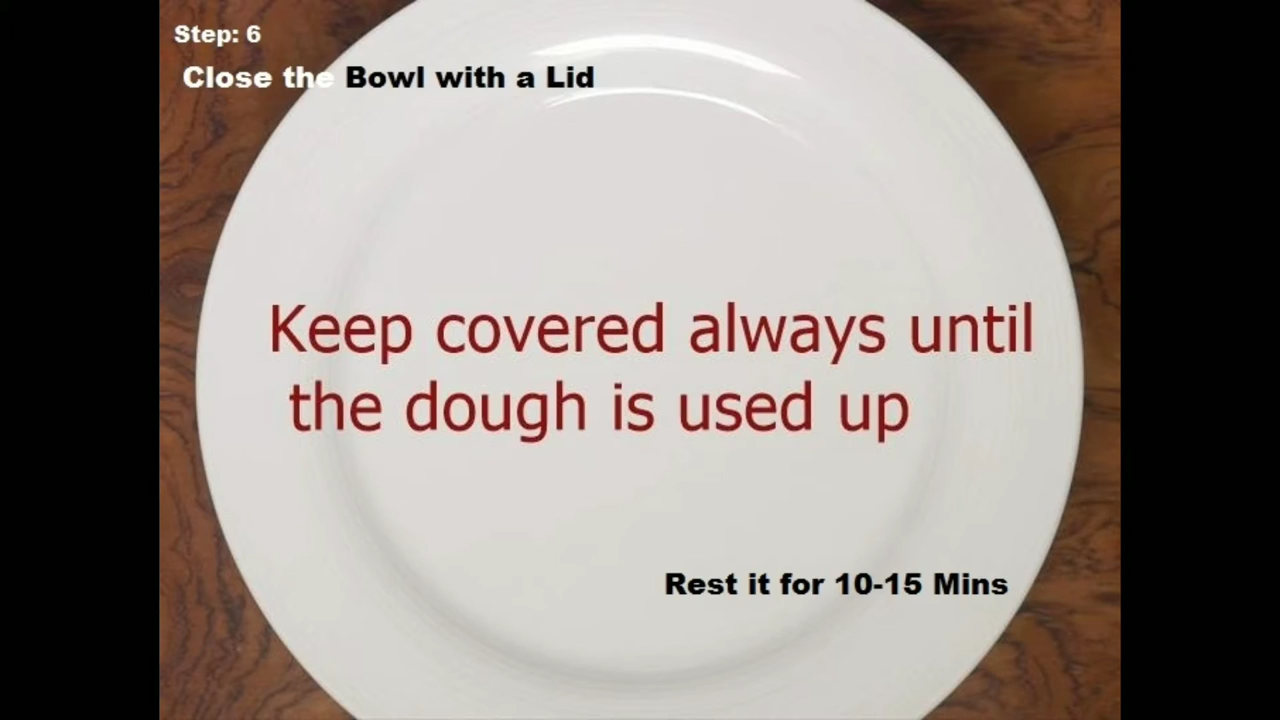 Step: 6
Close the Bowl with a Lid
Keep covered always until
the dough is used up
Rest it for 10-15 Mins